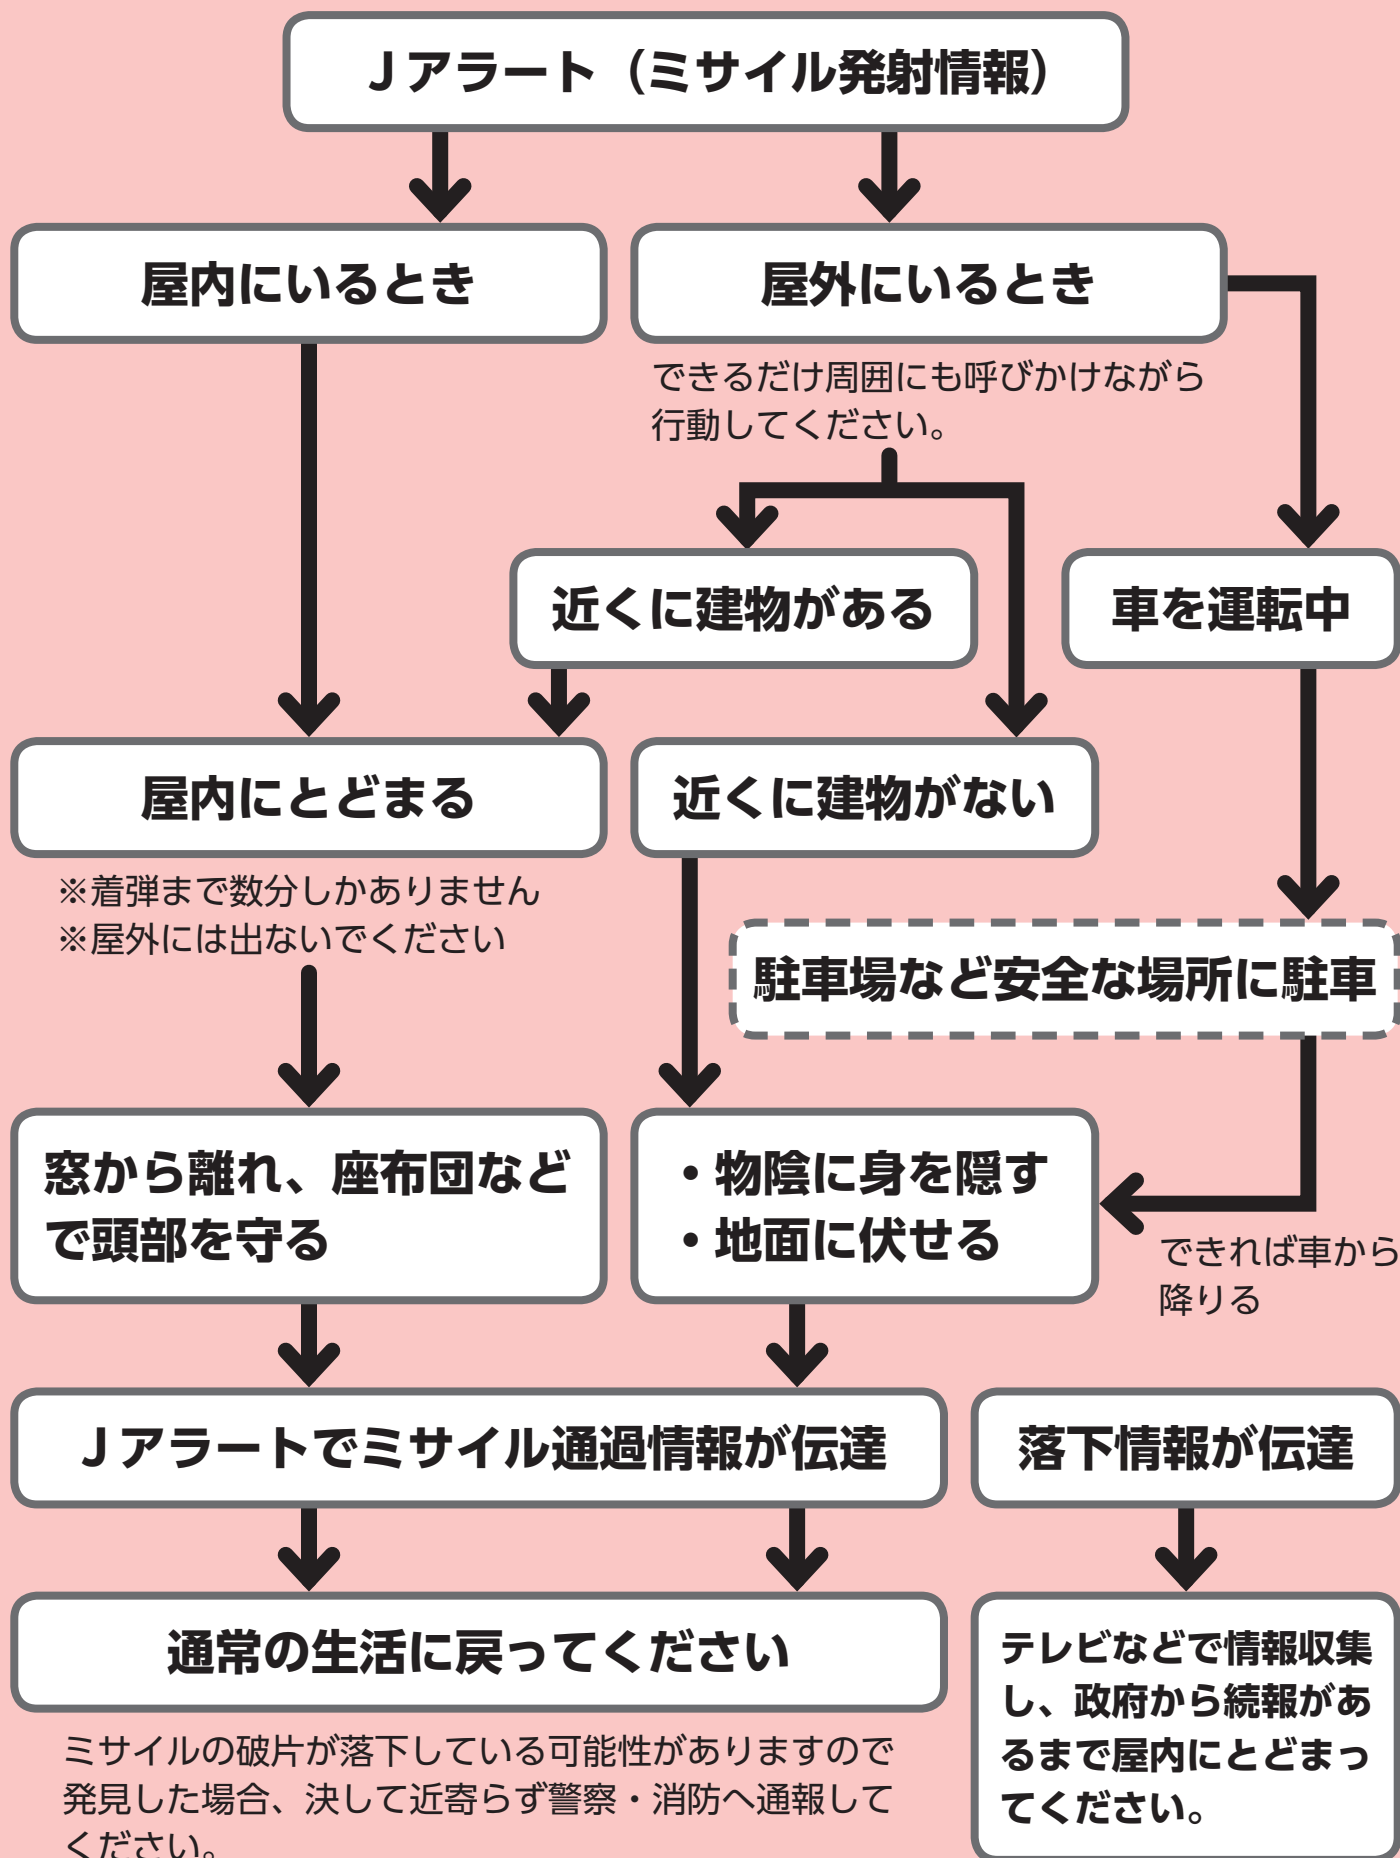 Jアラート（ミサイル発射情報）
屋内にいるとき
屋外にいるとき
できるだけ周囲にも呼びかけながら
行動してください。
近くに建物がある
車を運転中
屋内にとどまる
近くに建物がない
※着弾まで数分しかありません
※屋外には出ないでください
駐車場など安全な場所に駐車
窓から離れ、座布団など
で頭部を守る
・物陰に身を隠す
・地面に伏せる
できれば車から
降りる
Jアラートでミサイル通過情報が伝達
落下情報が伝達
通常の生活に戻ってください
テレビなどで情報収集
し、政府から続報があ
るまで屋内にとどまっ
てください。
ミサイルの破片が落下している可能性がありますので
発見した場合、決して近寄らず警察・消防へ通報して
ください。